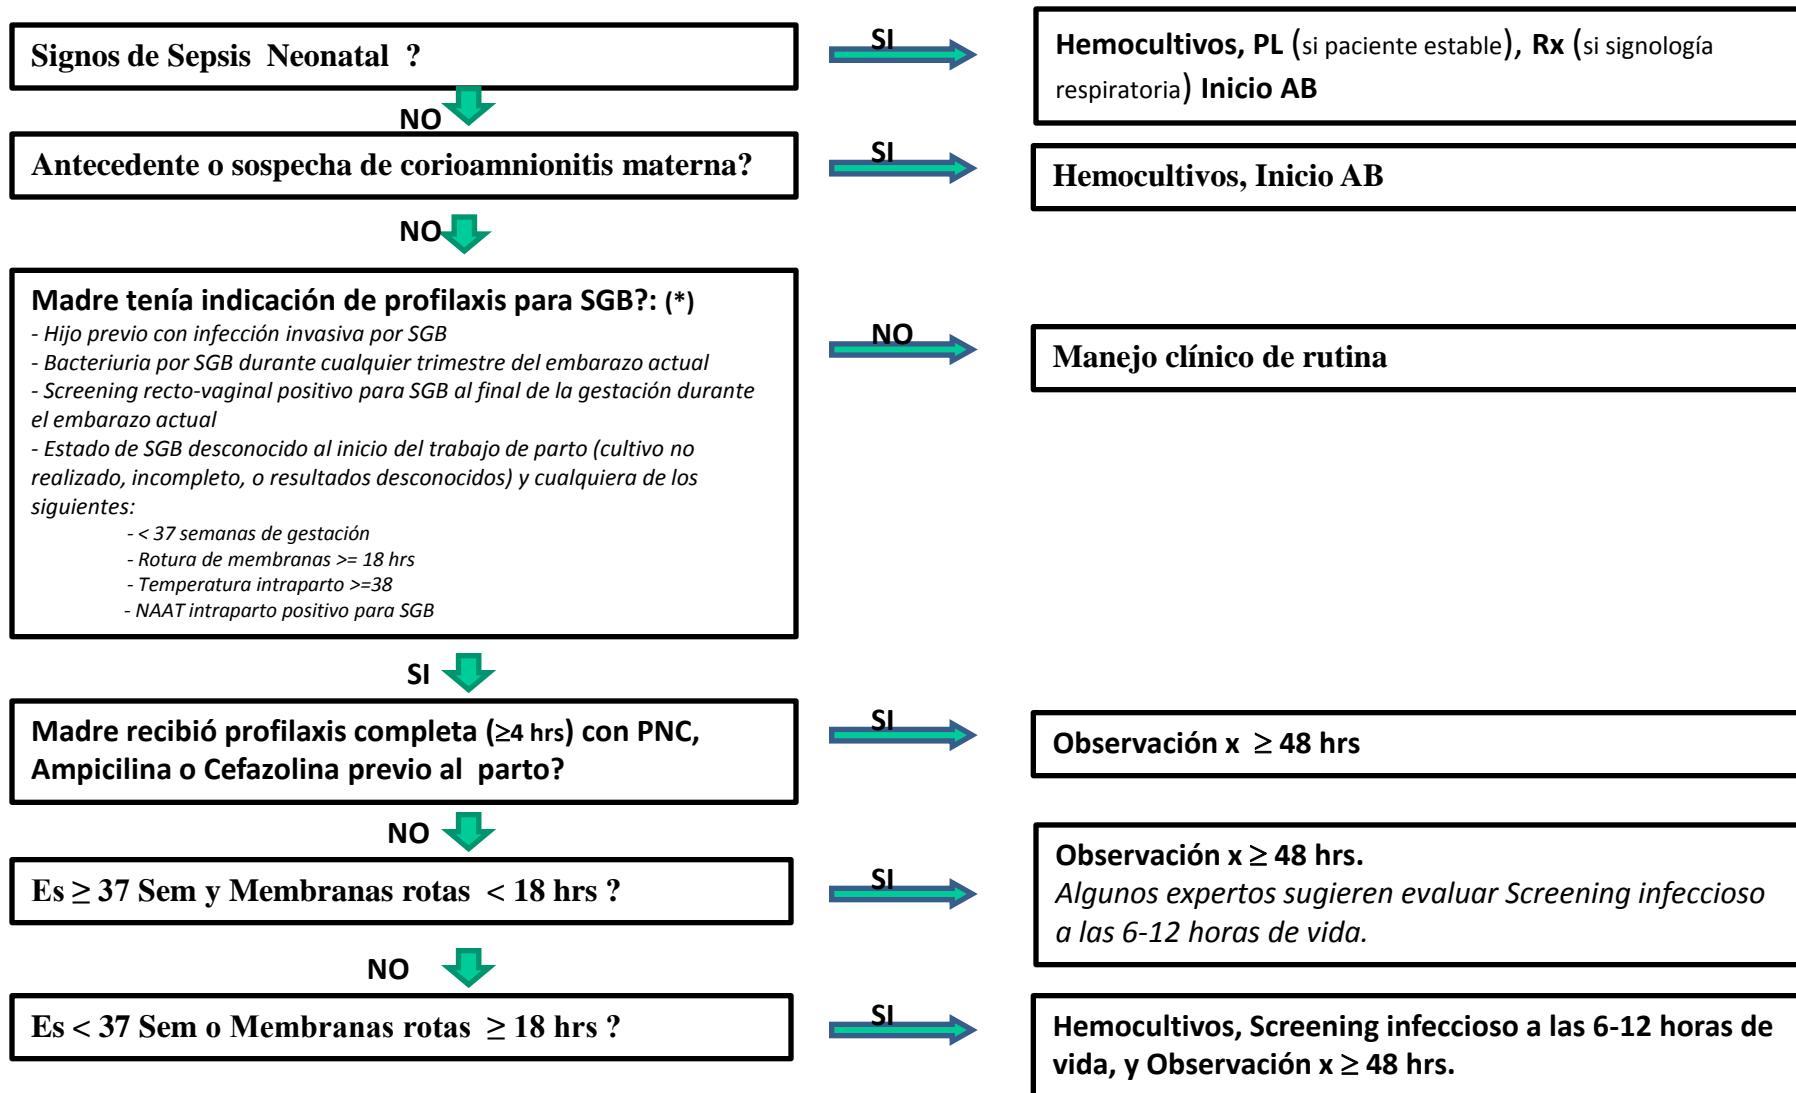 Signos de Sepsis Neonatal ?
SI
Hemocultivos, PL (si paciente estable), Rx (si signología
respiratoria) Inicio AB
NO
Antecedente o sospecha de corioamnionitis materna?
SI
Hemocultivos, Inicio AB
NO
Madre tenía indicación de profilaxis para SGB?: (*)
- Hijo previo con infección invasiva por SGB
- Bacteriuria por SGB durante cualquier trimestre del embarazo actual
- Screening recto-vaginal positivo para SGB al final de la gestación durante
el embarazo actual
- Estado de SGB desconocido al inicio del trabajo de parto (cultivo no
realizado, incompleto, o resultados desconocidos) y cualquiera de los
siguientes:
- < 37 semanas de gestación
- Rotura de membranas >= 18 hrs
- Temperatura intraparto >=38
- NAAT intraparto positivo para SGB
NO
Manejo clínico de rutina
SI
Madre recibió profilaxis completa (≥4 hrs) con PNC,
Ampicilina o Cefazolina previo al parto?
SI
Observación x ≥ 48 hrs
NO
Es ≥ 37 Sem y Membranas rotas < 18 hrs ?
SI
Observación x ≥ 48 hrs.
Algunos expertos sugieren evaluar Screening infeccioso
a las 6-12 horas de vida.
NO
Es < 37 Sem o Membranas rotas ≥ 18 hrs ?
SI
Hemocultivos, Screening infeccioso a las 6-12 horas de
vida, y Observación x ≥ 48 hrs.